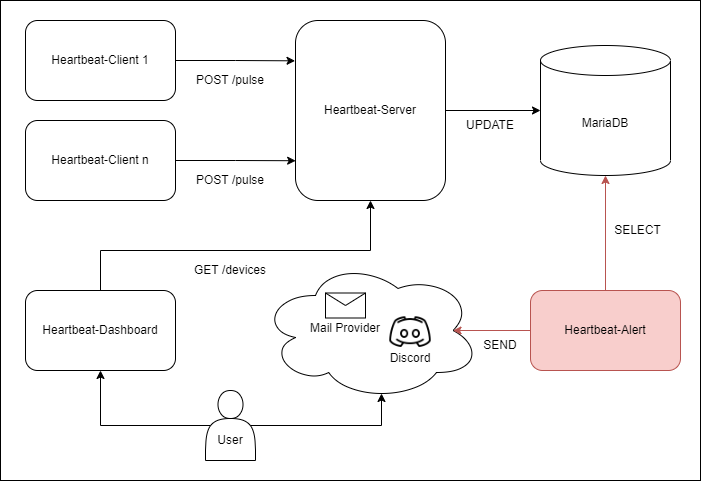 Heartbeat-Client 1
POST /pulse
Heartbeat-Server
MariaDB
UPDATE
Heartbeat-Client n
POST /pulse
SELECT
GET /devices
Heartbeat-Dashboard
Mail Provider
Discord
SEND
Heartbeat-Alert
User